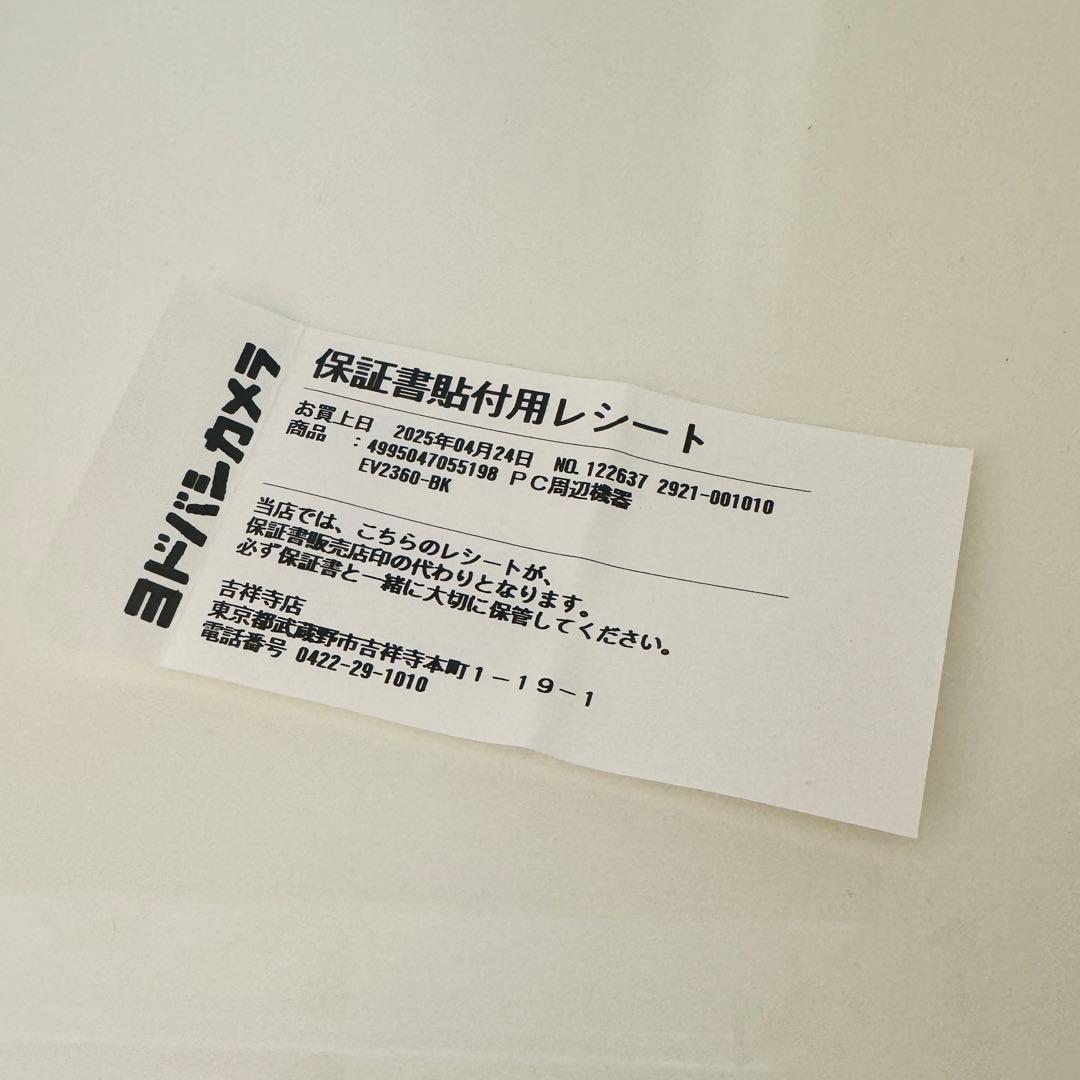 ヨドバシカメラ
保証書貼付用レシート
お買上日 2025年04月24日 NO.122637 2921-001010
商品 :4995047055198 PC周辺機器
EV2360-BK
当店では、こちらのレシートが、
保証書販売店印の代わりとなります。
必ず保証書と一緒に大切に保管してください。
吉祥寺店
東京都武蔵野市吉祥寺本町1-19-1
電話番号 0422-29-1010